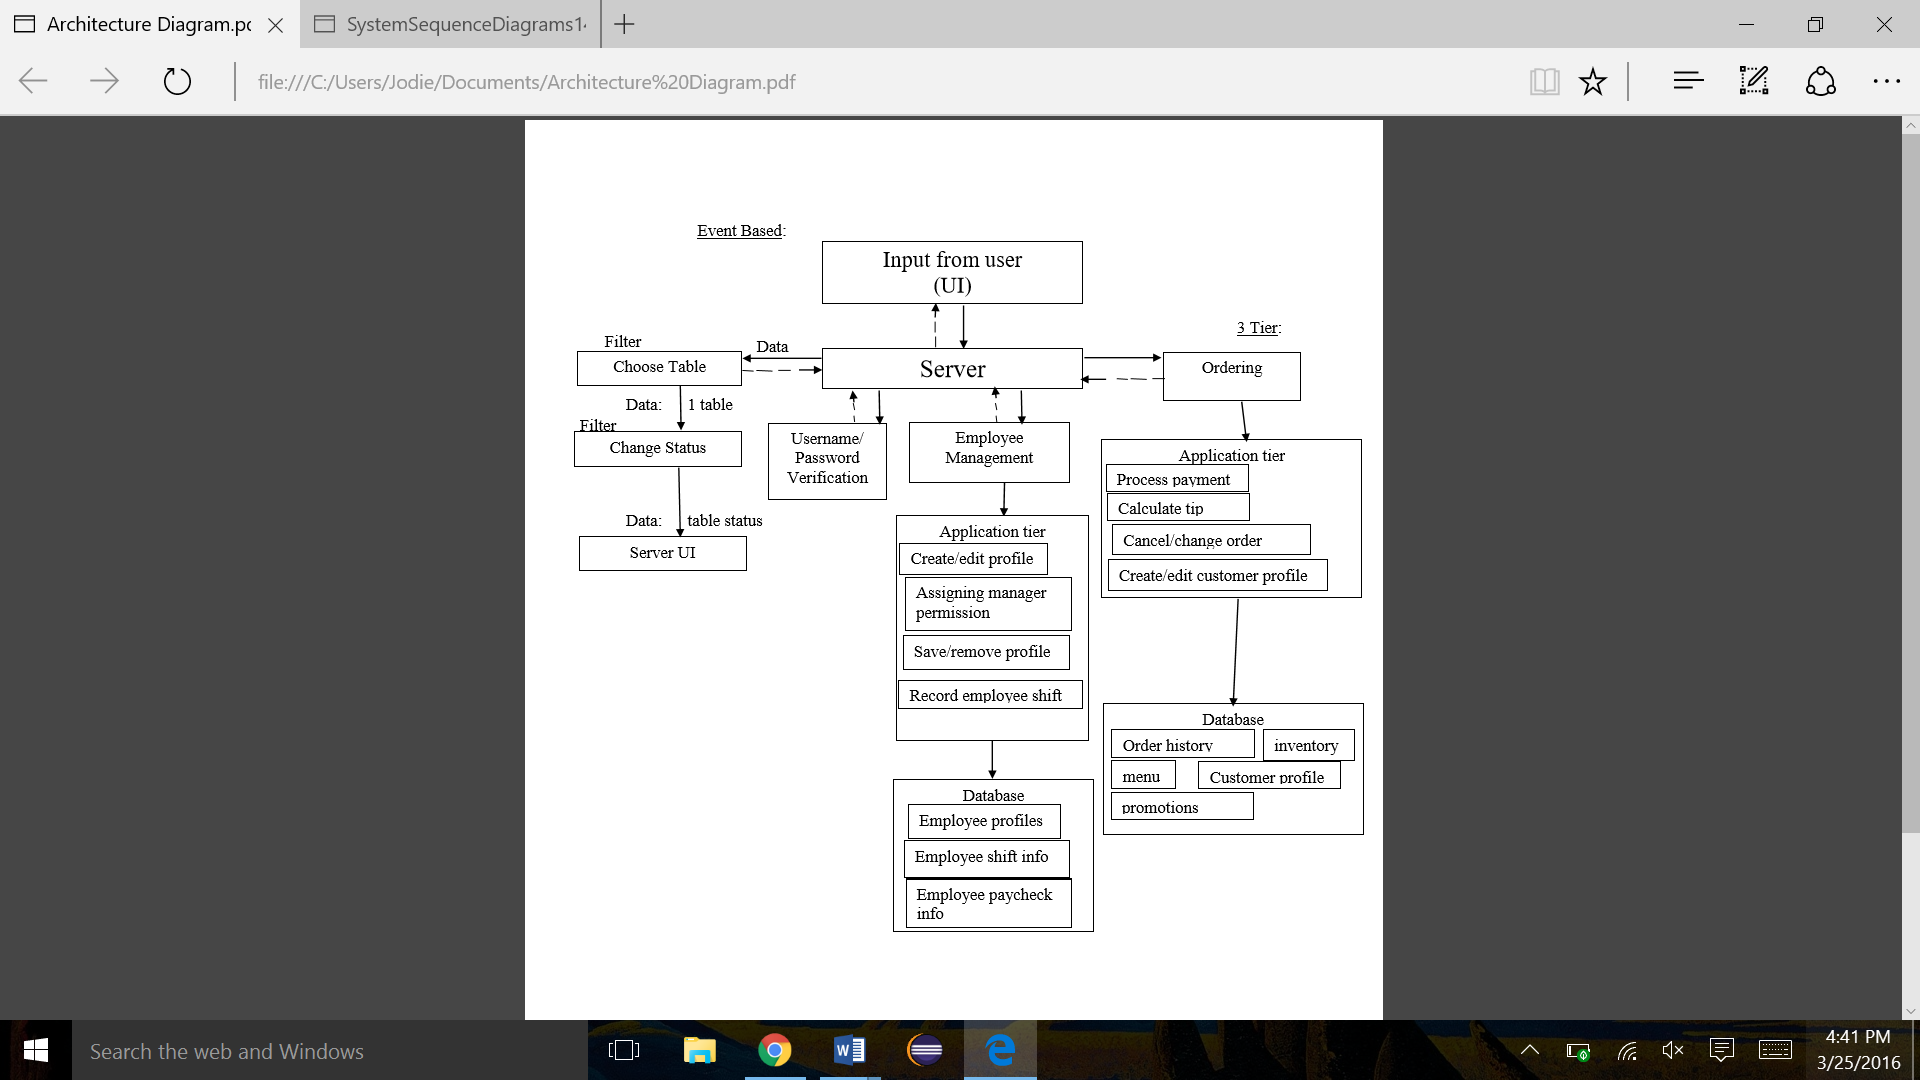 Architecture Diagram.pd
SystemSequenceDiagrams1
file:///C:/Users/Jodie/Documents/Architecture%20Diagram.pdf
Event Based:
Input from user
(UI)
3 Tier:
Filter
Data
Choose Table
Server
Ordering
Data: 1 table
Filter
Change Status
Username/
Password
Verification
Employee
Management
Application tier
Process payment
Calculate tip
Cancel/change order
Create/edit customer profile
Data: table status
Server UI
Application tier
Create/edit profile
Assigning manager
permission
Save/remove profile
Record employee shift
Database
Order history
inventory
menu
Customer profile
promotions
Database
Employee profiles
Employee shift info
Employee paycheck
info
Search the web and Windows
4:41 PM
3/25/2016